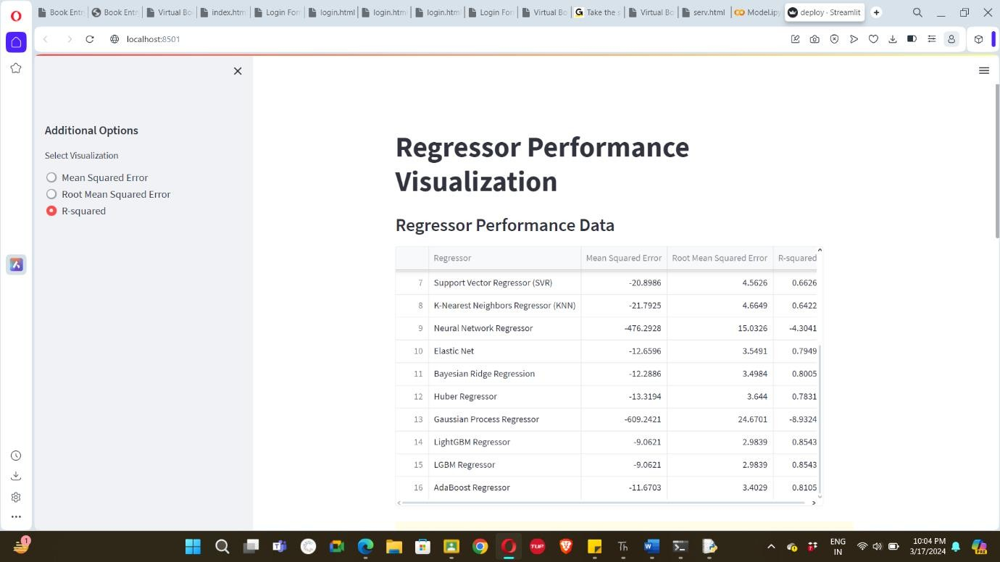 Book Entr
Book Entr
Virtual Bo
index.htm
Login For
login.html
login.htm
login.htm
Login For
Virtual Bo
Take the s
Virtual Bo
serv.html
Model.ipy
deploy · Streamlit
localhost:8501
Additional Options
Select Visualization
Mean Squared Error
Root Mean Squared Error
R-squared
Regressor Performance
Visualization
Regressor Performance Data
Regressor Mean Squared Error Root Mean Squared Error R-squared
7 Support Vector Regressor (SVR) -20.8986 4.5626 0.6626
8 K-Nearest Neighbors Regressor (KNN) -21.7925 4.6649 0.6422
9 Neural Network Regressor -476.2928 15.0326 -4.3041
10 Elastic Net -12.6596 3.5491 0.7949
11 Bayesian Ridge Regression -12.2886 3.4984 0.8005
12 Huber Regressor -13.3194 3.644 0.7831
13 Gaussian Process Regressor -609.2421 24.6701 -8.9324
14 LightGBM Regressor -9.0621 2.9839 0.8543
15 LGBM Regressor -9.0621 2.9839 0.8543
16 AdaBoost Regressor -11.6703 3.4029 0.8105
1
TUF
Th
ENG
IN
10:04 PM
3/17/2024
PRE